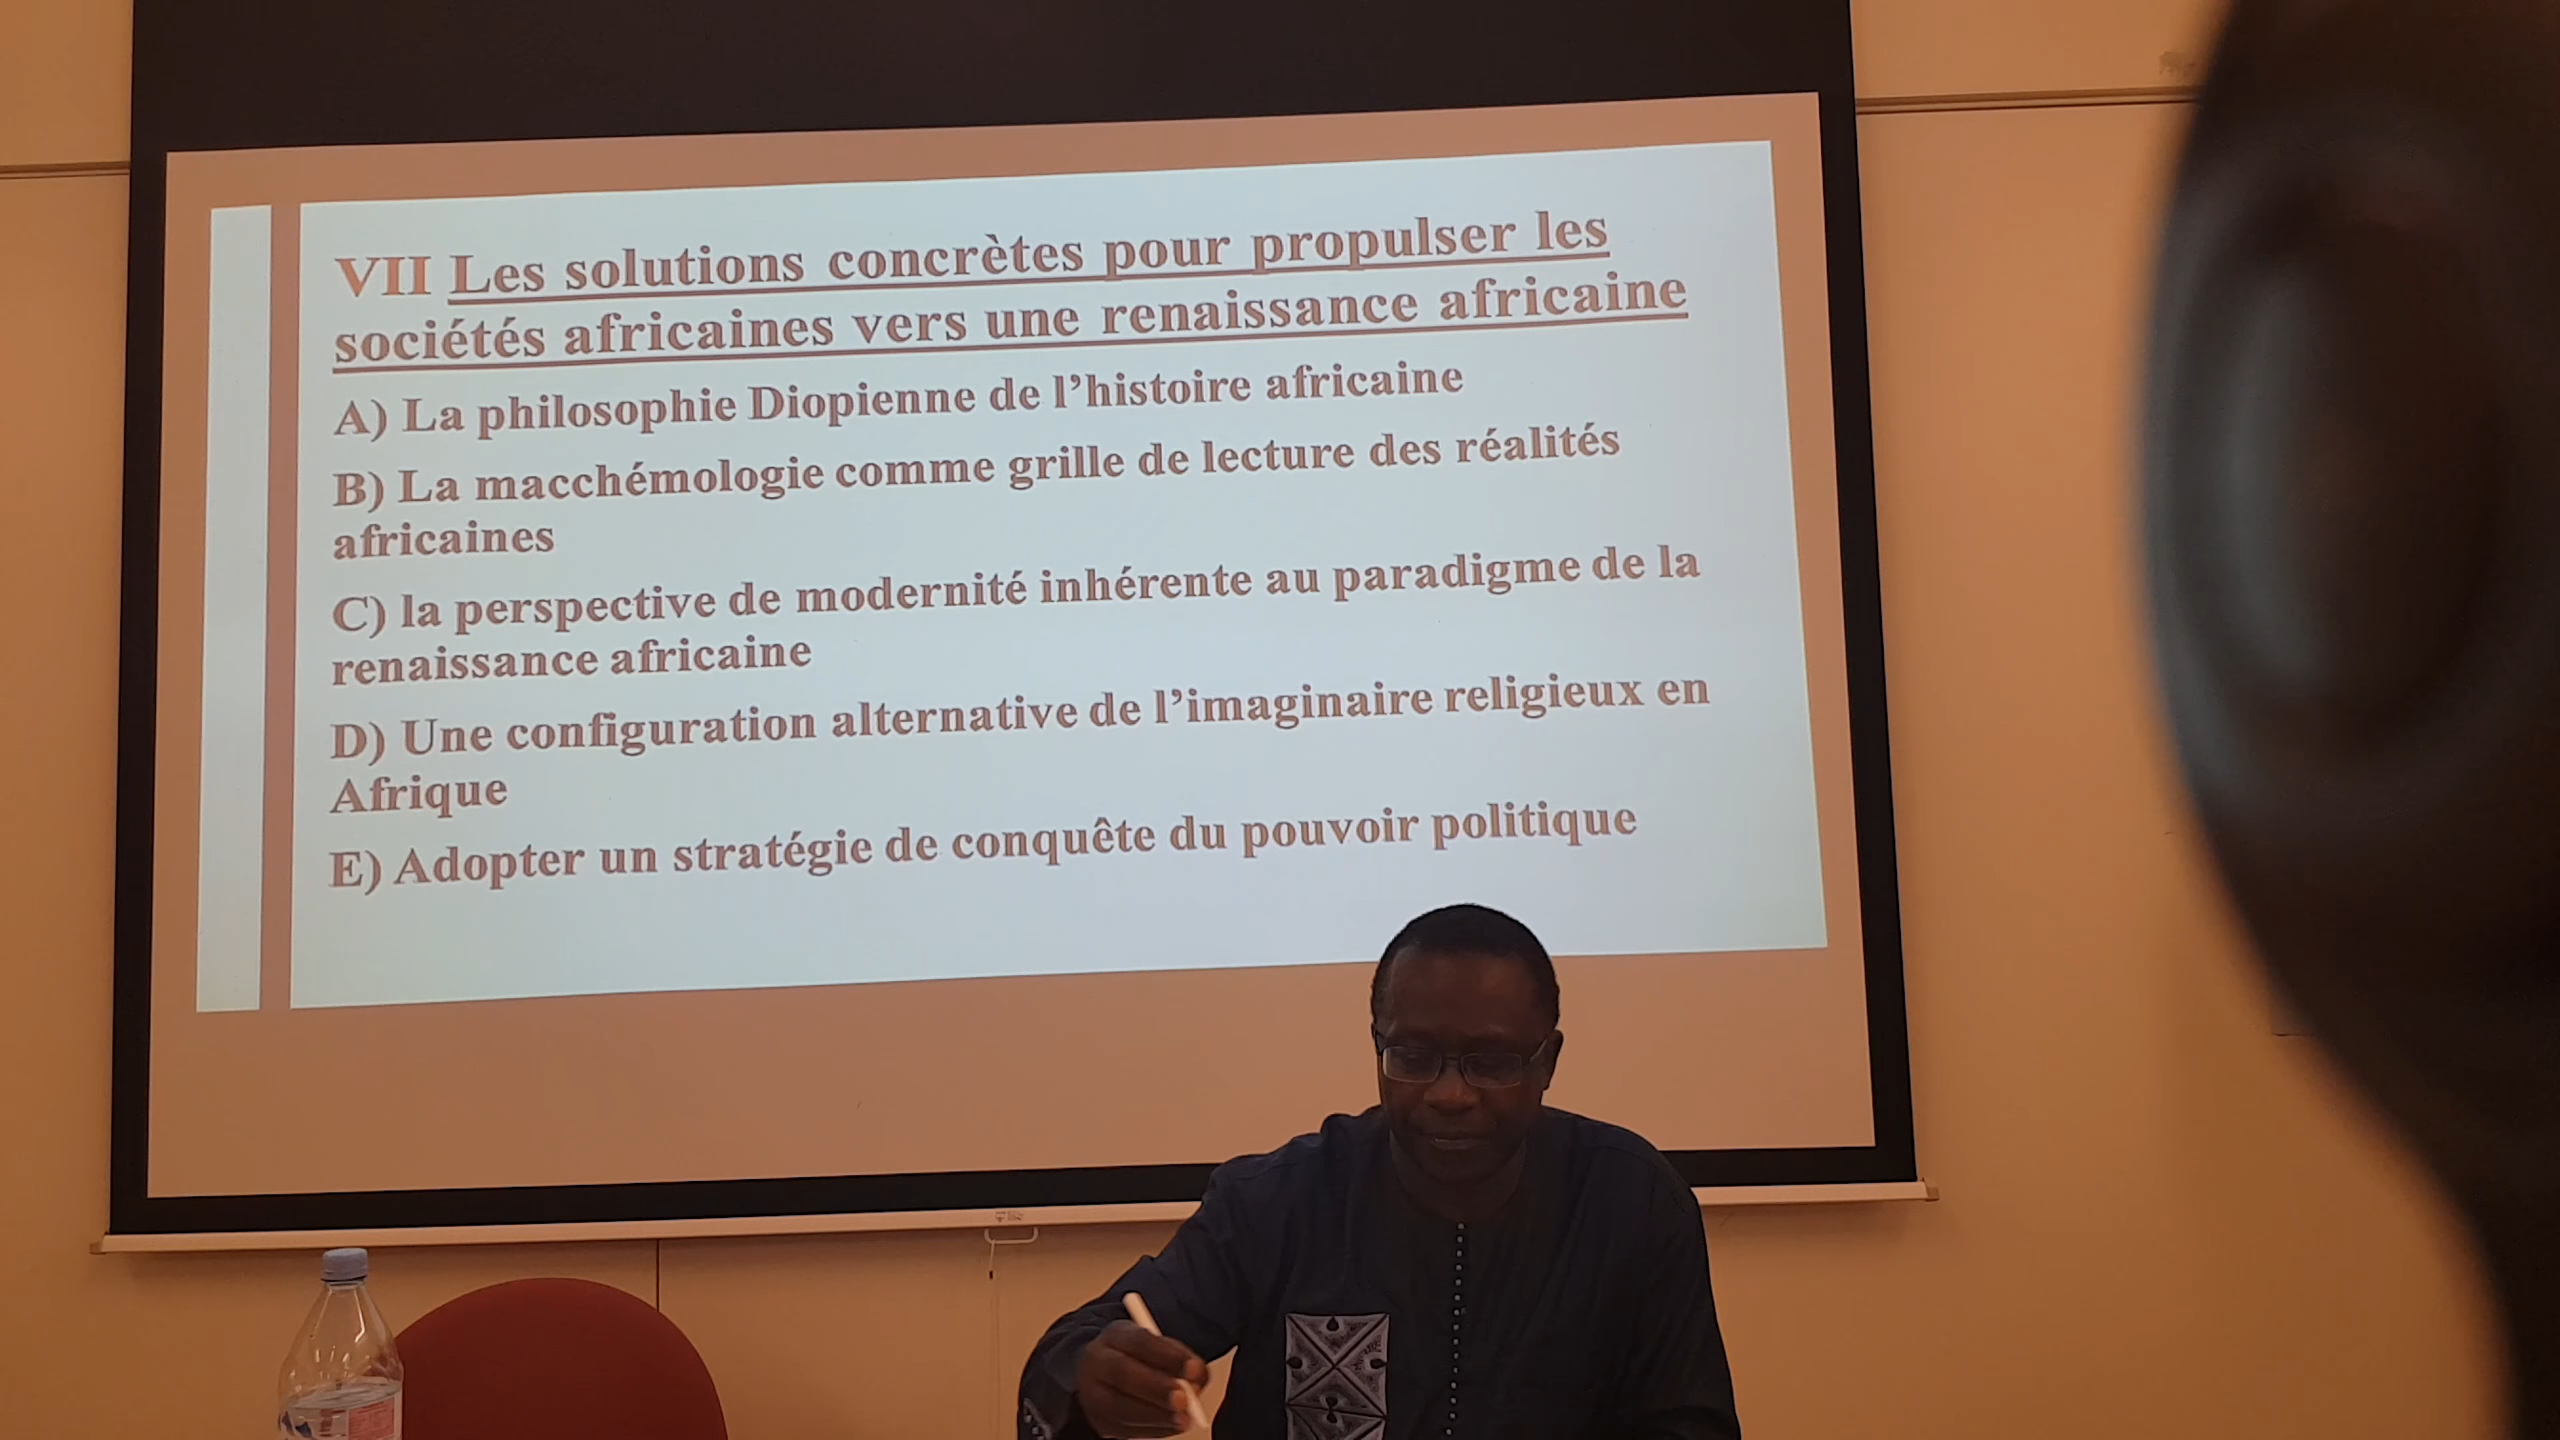 VII Les solutions concrètes pour propulser les
sociétés africaines vers une renaissance africaine
A) La philosophie Diopienne de l’histoire africaine
B) La macchémologie comme grille de lecture des réalités
africaines
C) la perspective de modernité inhérente au paradigme de la
renaissance africaine
D) Une configuration alternative de l’imaginaire religieux en
Afrique
E) Adopter un stratégie de conquête du pouvoir politique